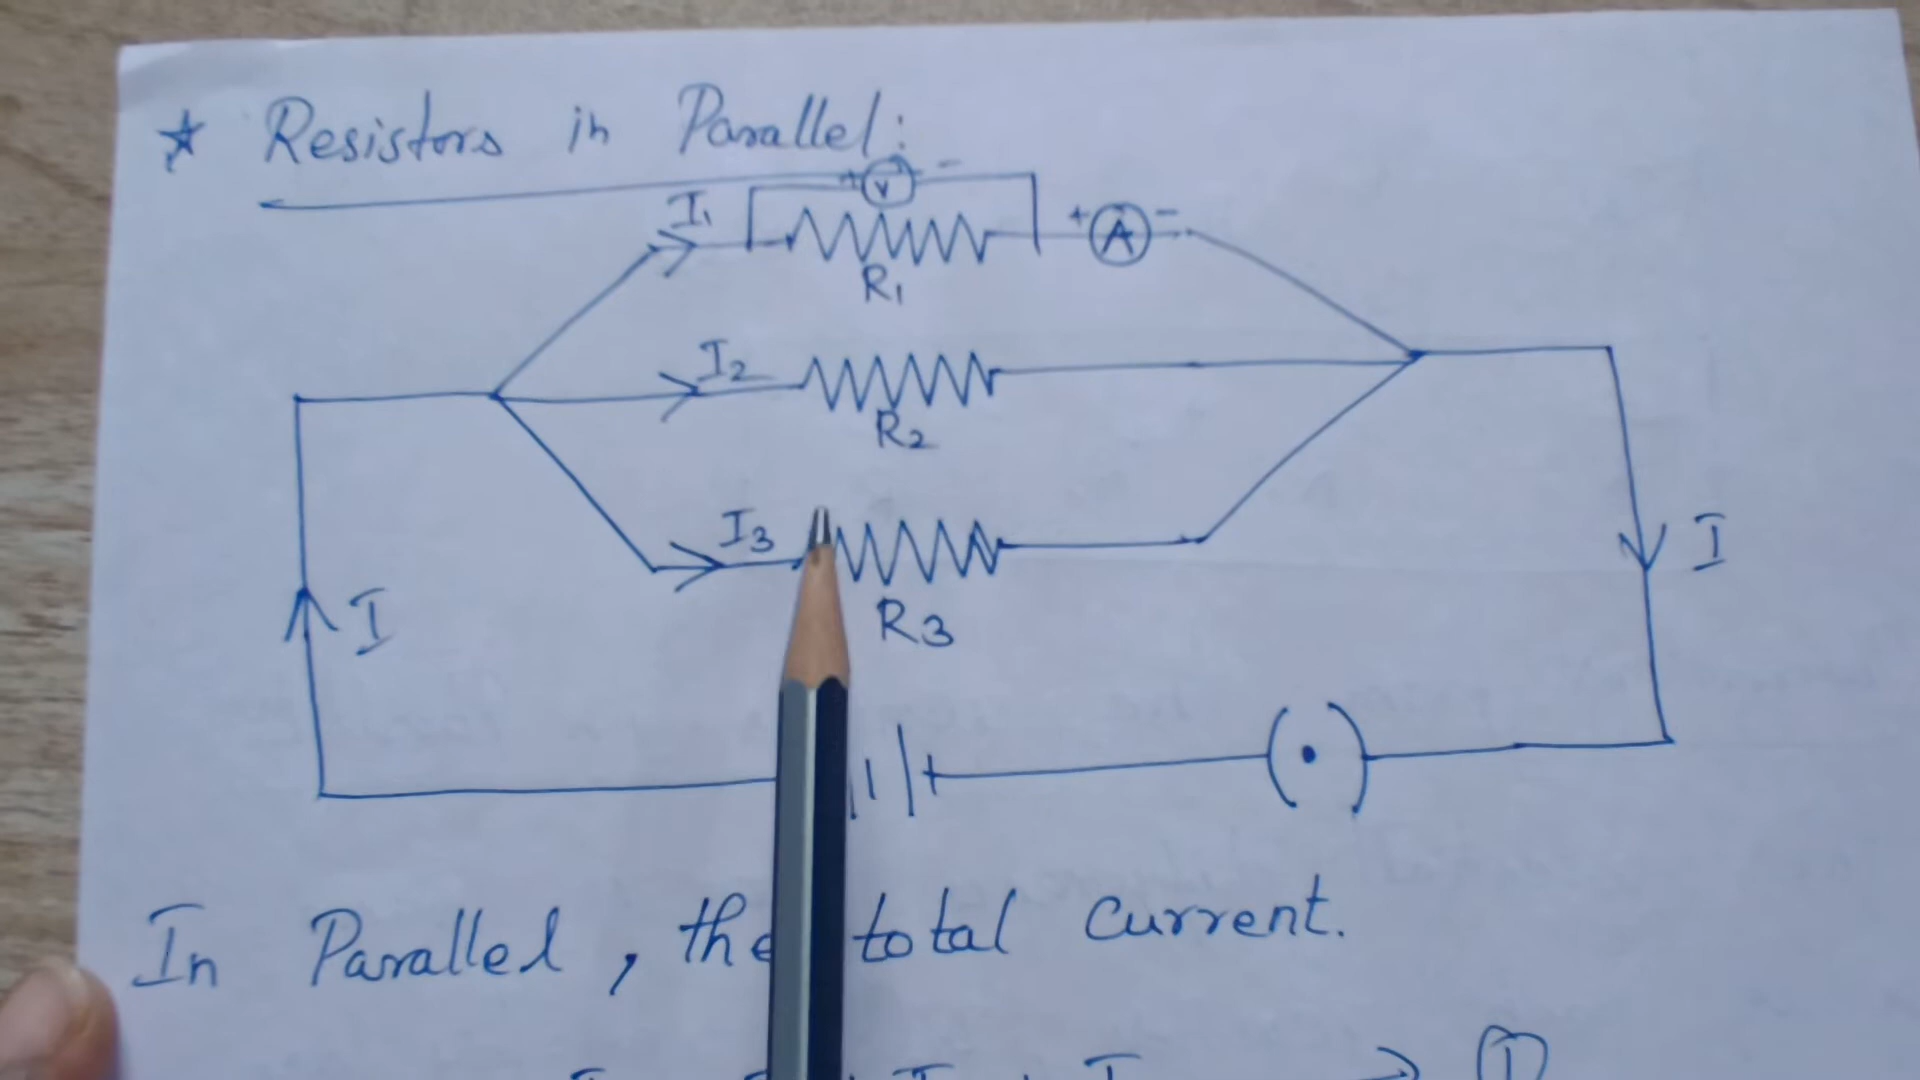 ★ Resistors in Parallel:
+ V -
I₁
+ A -
R₁
I₂
R₂
I₃
R₃
I
I
In Parallel, the total current.